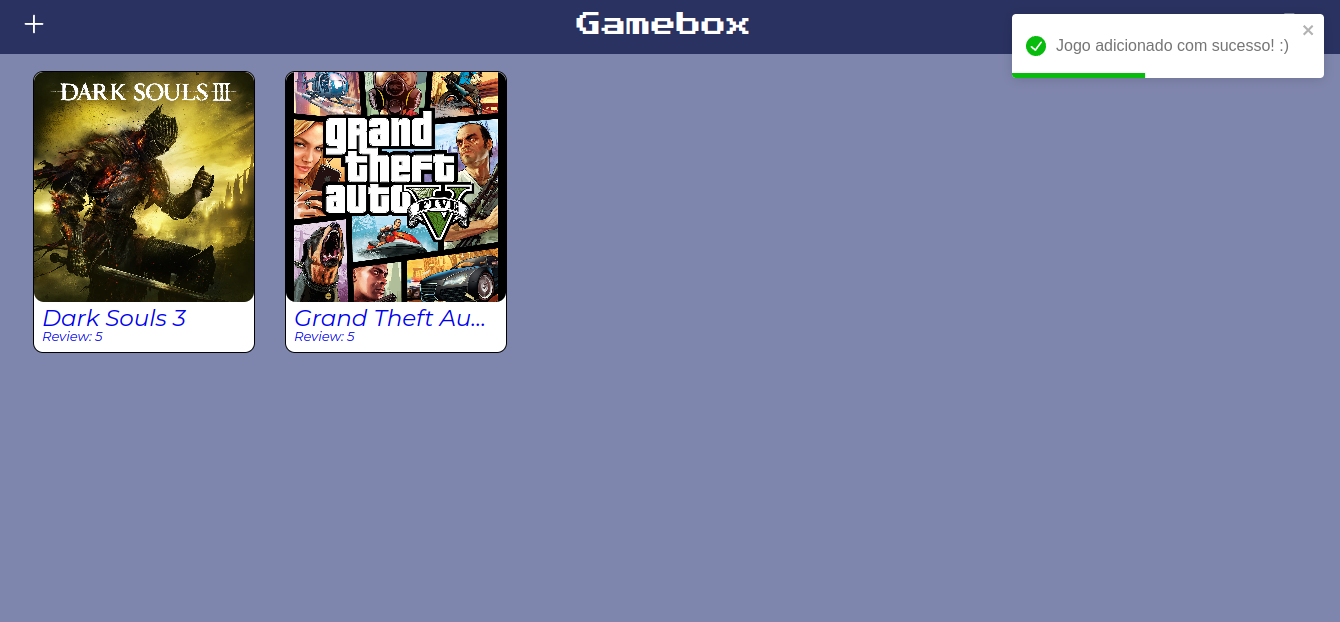 Gamebox
Jogo adicionado com sucesso! :)
DARK SOULS III
grand
theft
auto
V
FIVE
Dark Souls 3
Review: 5
Grand Theft Au...
Review: 5